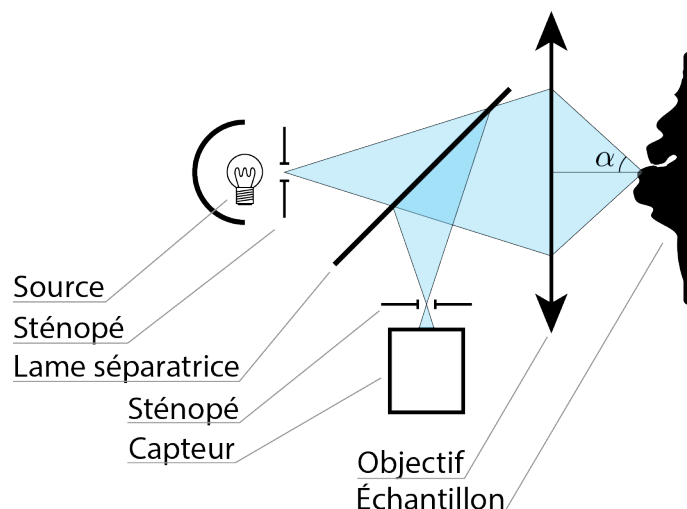 α
Source
Sténopé
Lame séparatrice
Sténopé
Capteur
Objectif
Échantillon